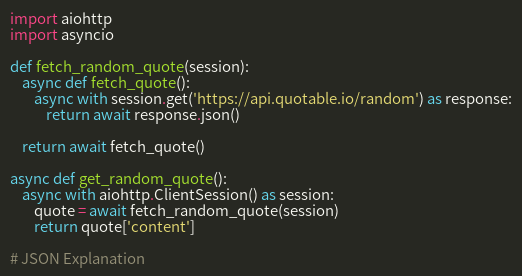 import aiohttp
import asyncio

def fetch_random_quote(session):
    async def fetch_quote():
        async with session.get('https://api.quotable.io/random') as response:
            return await response.json()

    return await fetch_quote()

async def get_random_quote():
    async with aiohttp.ClientSession() as session:
        quote = await fetch_random_quote(session)
        return quote['content']

# JSON Explanation